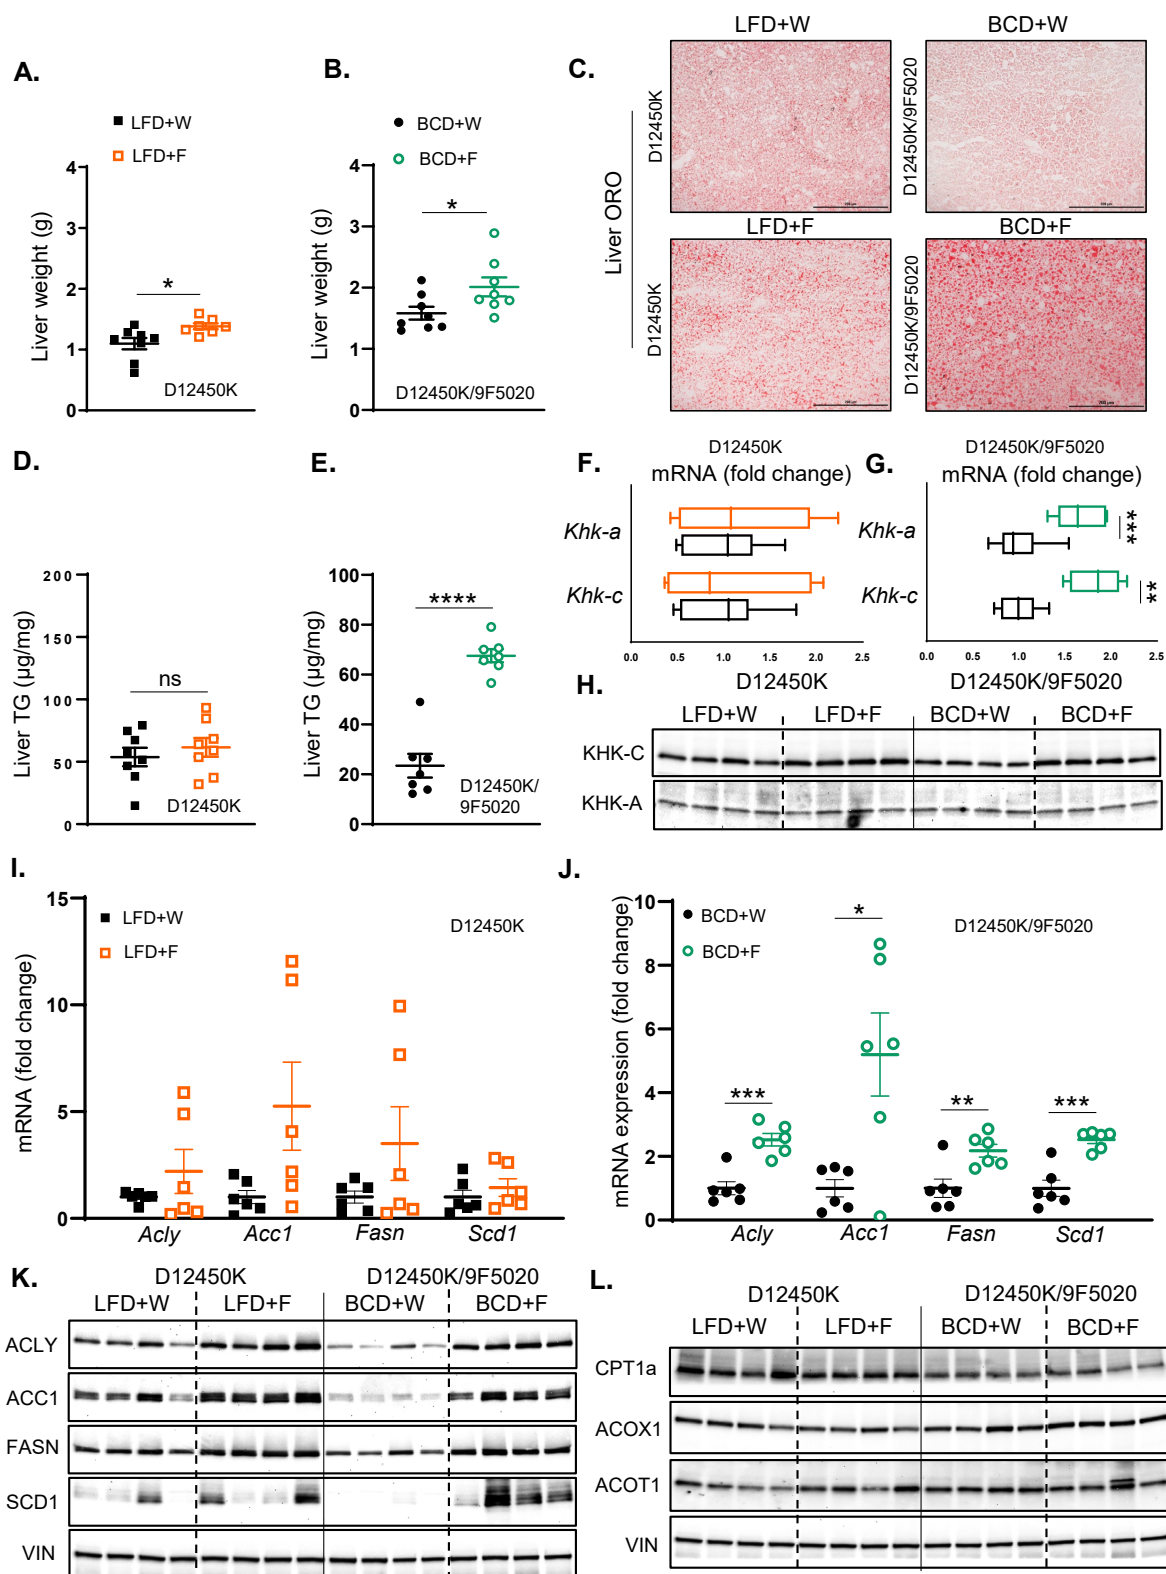 A.
LFD+W
LFD+F
Liver weight (g)
4
3
2
1
0
*
D12450K
B.
BCD+W
BCD+F
Liver weight (g)
4
3
2
1
0
*
D12450K/9F5020
C.
Liver ORO
LFD+W
BCD+W
D12450K
D12450K/9F5020
LFD+F
BCD+F
D12450K
D12450K/9F5020
D.
Liver TG (µg/mg)
200
150
100
50
0
ns
D12450K
E.
Liver TG (µg/mg)
100
80
60
40
20
0
****
D12450K/
9F5020
F.
D12450K
mRNA (fold change)
Khk-a
Khk-c
0.0 0.5 1.0 1.5 2.0 2.5
G.
D12450K/9F5020
mRNA (fold change)
Khk-a
***
Khk-c
**
0.0 0.5 1.0 1.5 2.0 2.5
H.
D12450K D12450K/9F5020
LFD+W LFD+F BCD+W BCD+F
KHK-C
KHK-A
I.
LFD+W
LFD+F
D12450K
mRNA (fold change)
15
10
5
0
Acly Acc1 Fasn Scd1
J.
BCD+W
BCD+F
D12450K/9F5020
mRNA expression (fold change)
10
8
6
4
2
0
*** * ** ***
Acly Acc1 Fasn Scd1
K.
D12450K D12450K/9F5020
LFD+W LFD+F BCD+W BCD+F
ACLY
ACC1
FASN
SCD1
VIN
L.
D12450K D12450K/9F5020
LFD+W LFD+F BCD+W BCD+F
CPT1a
ACOX1
ACOT1
VIN